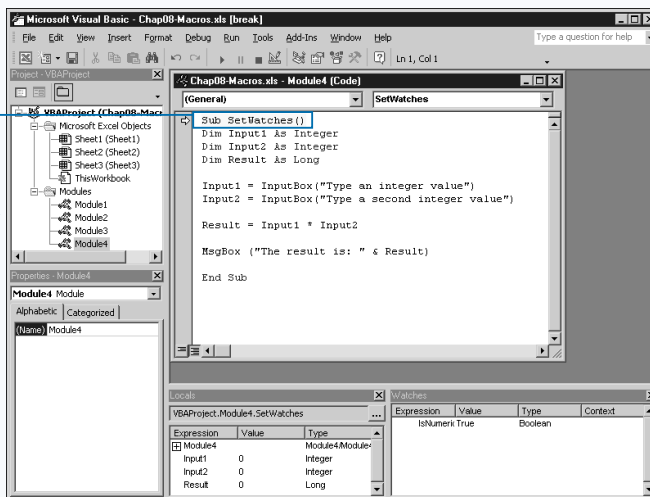 Microsoft Visual Basic - Chap08-Macros.xls [break]
File Edit View Insert Format Debug Run Tools Add-Ins Window Help
Type a question for help
Ln 1, Col 1
Project - VBAProject
VBAProject (Chap08-Macr
Microsoft Excel Objects
Sheet1 (Sheet1)
Sheet2 (Sheet2)
Sheet3 (Sheet3)
ThisWorkbook
Modules
Module1
Module2
Module3
Module4
Properties - Module4
Module4 Module
Alphabetic Categorized
(Name) Module4
Chap08-Macros.xls - Module4 (Code)
(General) SetWatches
Sub SetWatches()
Dim Input1 As Integer
Dim Input2 As Integer
Dim Result As Long
Input1 = InputBox("Type an integer value")
Input2 = InputBox("Type a second integer value")
Result = Input1 * Input2
MsgBox ("The result is: " & Result)
End Sub
Locals
VBAProject.Module4.SetWatches ...
Expression Value Type
Module4 Module4/Module4
Input1 0 Integer
Input2 0 Integer
Result 0 Long
Watches
Expression Value Type Context
IsNumeric True Boolean